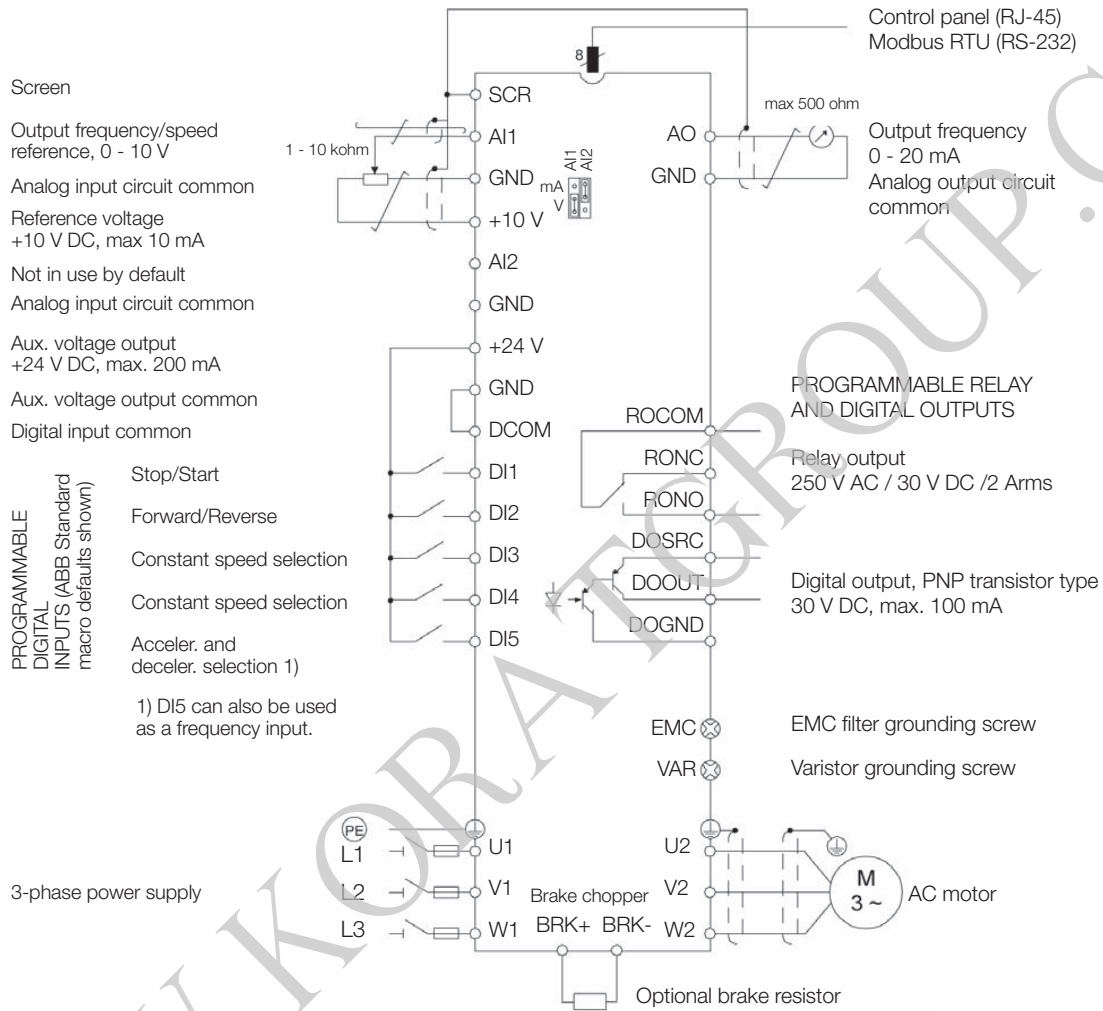 Control panel (RJ-45)
Modbus RTU (RS-232)
8
Screen
SCR
max 500 ohm
Output frequency/speed
reference, 0 - 10 V
1 - 10 kohm
AI1
AI1
AI2
mA
V
AO
Output frequency
0 - 20 mA
Analog input circuit common
GND
GND
Analog output circuit
common
Reference voltage
+10 V DC, max 10 mA
+10 V
Not in use by default
AI2
Analog input circuit common
GND
Aux. voltage output
+24 V DC, max. 200 mA
+24 V
Aux. voltage output common
GND
PROGRAMMABLE RELAY
AND DIGITAL OUTPUTS
Digital input common
DCOM
ROCOM
PROGRAMMABLE
DIGITAL
INPUTS (ABB Standard
macro defaults shown)
Stop/Start
DI1
RONC
Relay output
250 V AC / 30 V DC /2 Arms
Forward/Reverse
DI2
RONO
Constant speed selection
DI3
DOSRC
Constant speed selection
DI4
DOOUT
Digital output, PNP transistor type
30 V DC, max. 100 mA
Acceler. and
deceler. selection 1)
DI5
DOGND
1) DI5 can also be used
as a frequency input.
EMC
EMC filter grounding screw
VAR
Varistor grounding screw
PE
L1
U1
U2
3-phase power supply
L2
V1
Brake chopper
V2
M
3 ~
AC motor
L3
W1
BRK+
BRK-
W2
Optional brake resistor
KORATGROUP.C